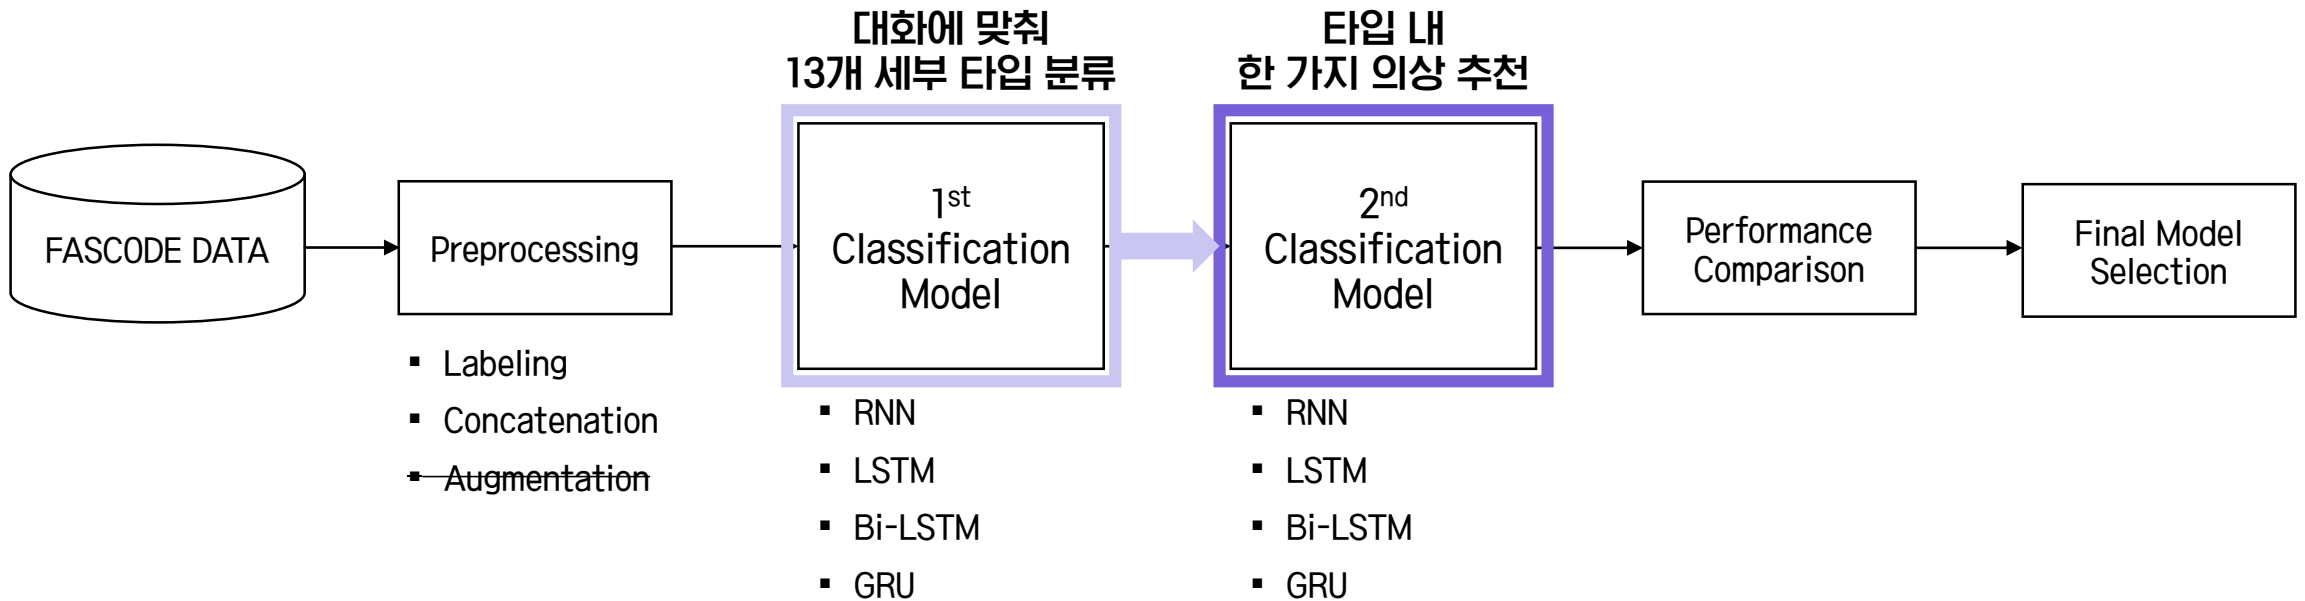 대화에 맞춰
13개 세부 타입 분류
타입 내
한 가지 의상 추천
FASCODE DATA
Preprocessing
▪ Labeling
▪ Concatenation
▪ Augmentation
1st
Classification
Model
▪ RNN
▪ LSTM
▪ Bi-LSTM
▪ GRU
2nd
Classification
Model
▪ RNN
▪ LSTM
▪ Bi-LSTM
▪ GRU
Performance
Comparison
Final Model
Selection